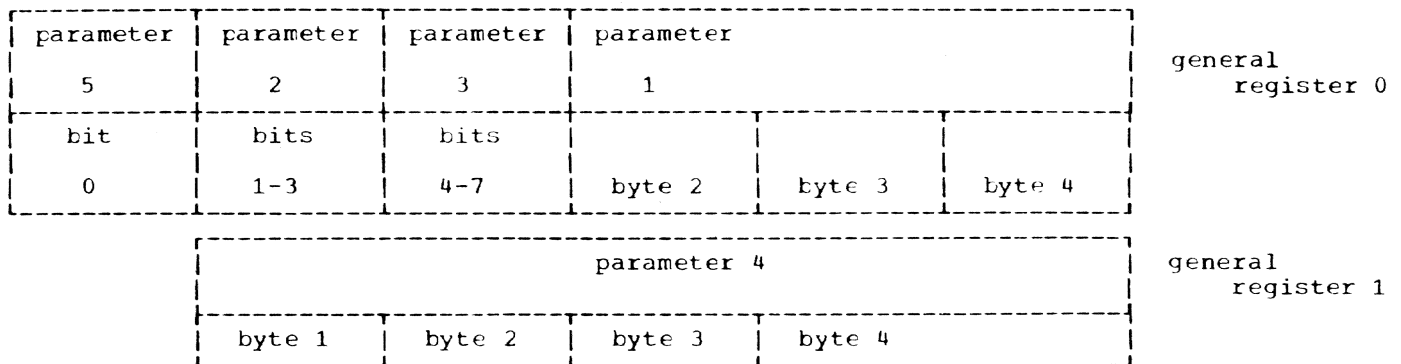 parameter parameter parameter parameter
general
5 2 3 1 register 0
bit bits bits
0 1-3 4-7 byte 2 byte 3 byte 4
parameter 4 general
register 1
byte 1 byte 2 byte 3 byte 4